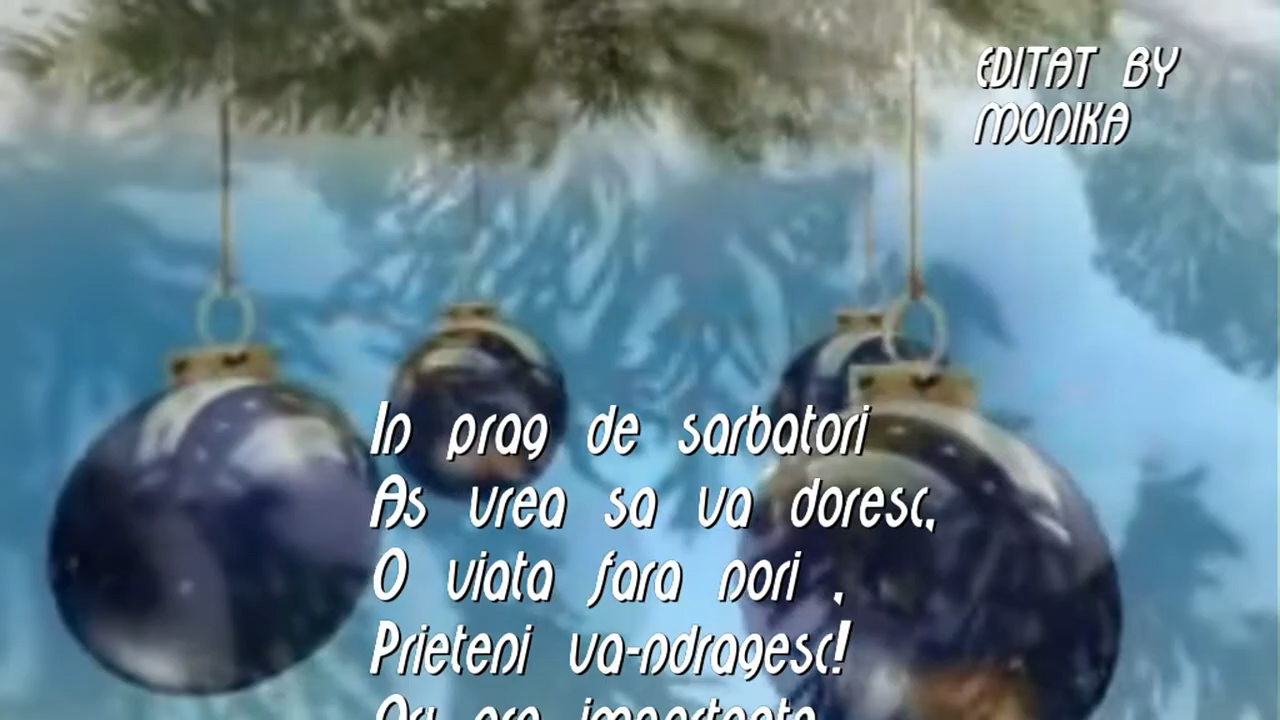 EDITAT BY
MONIKA
In prag de sarbatori
As vrea sa va doresc,
O viata fara nori ,
Prieteni va-ndragesc!